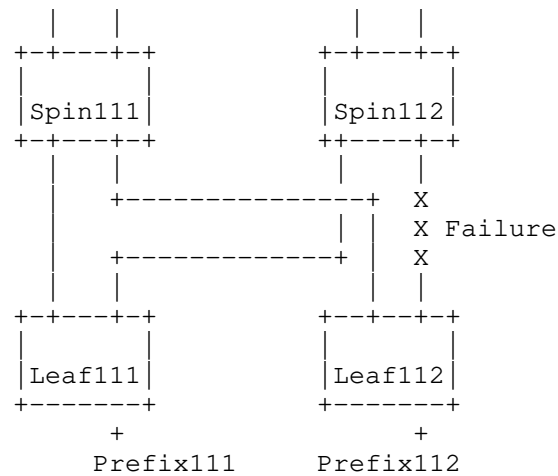 Spin111 Spin112
X
X Failure
X
Leaf111 Leaf112
Prefix111 Prefix112